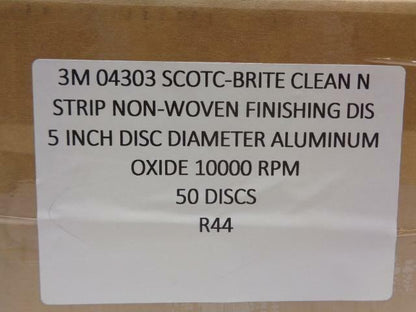 3M 04303 SCOTC-BRITE CLEAN N
STRIP NON-WOVEN FINISHING DIS
5 INCH DISC DIAMETER ALUMINUM
OXIDE 10000 RPM
50 DISCS
R44